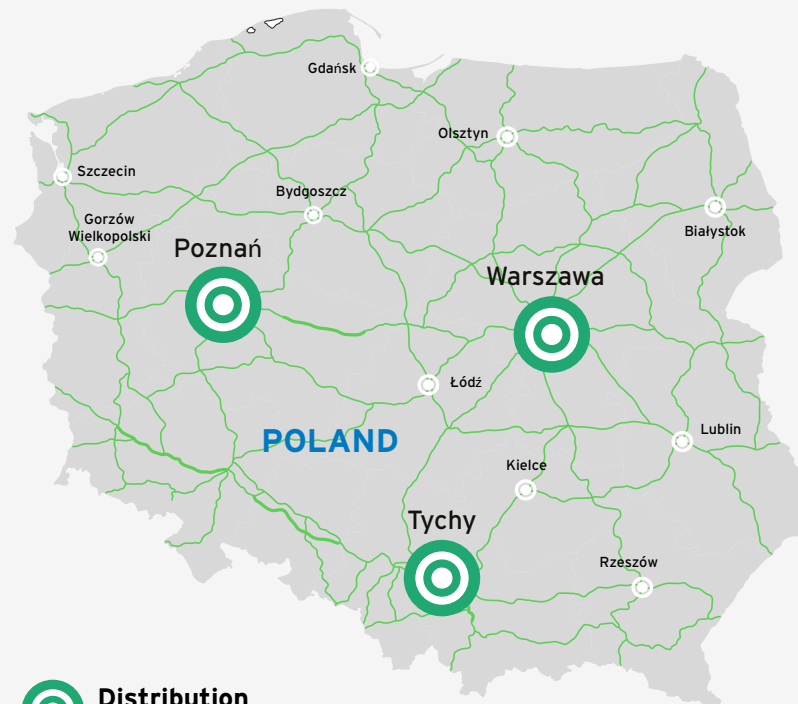 Gdańsk
Olsztyn
Szczecin
Bydgoszcz
Gorzów
Wielkopolski
Białystok
Poznań
Warszawa
Łódź
POLAND
Lublin
Kielce
Tychy
Rzeszów
Distribution